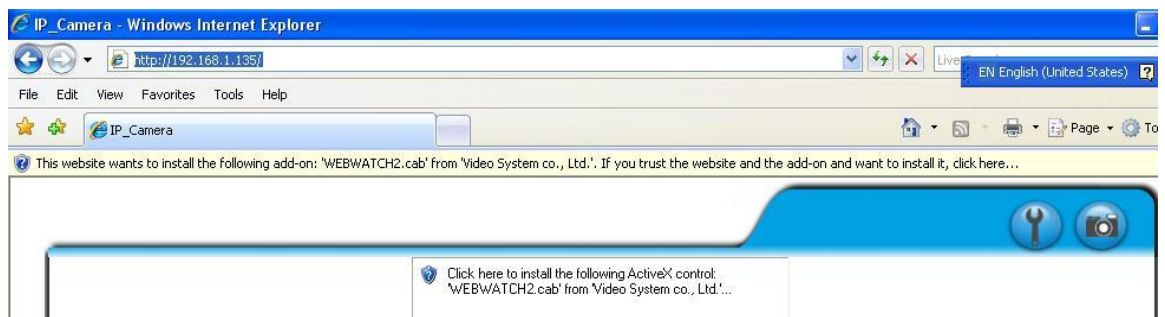 IP_Camera - Windows Internet Explorer
http://192.168.1.135/
EN English (United States)
File Edit View Favorites Tools Help
IP_Camera
Page
This website wants to install the following add-on: 'WEBWATCH2.cab' from 'Video System co., Ltd.'. If you trust the website and the add-on and want to install it, click here...
Click here to install the following ActiveX control:
'WEBWATCH2.cab' from 'Video System co., Ltd.'...